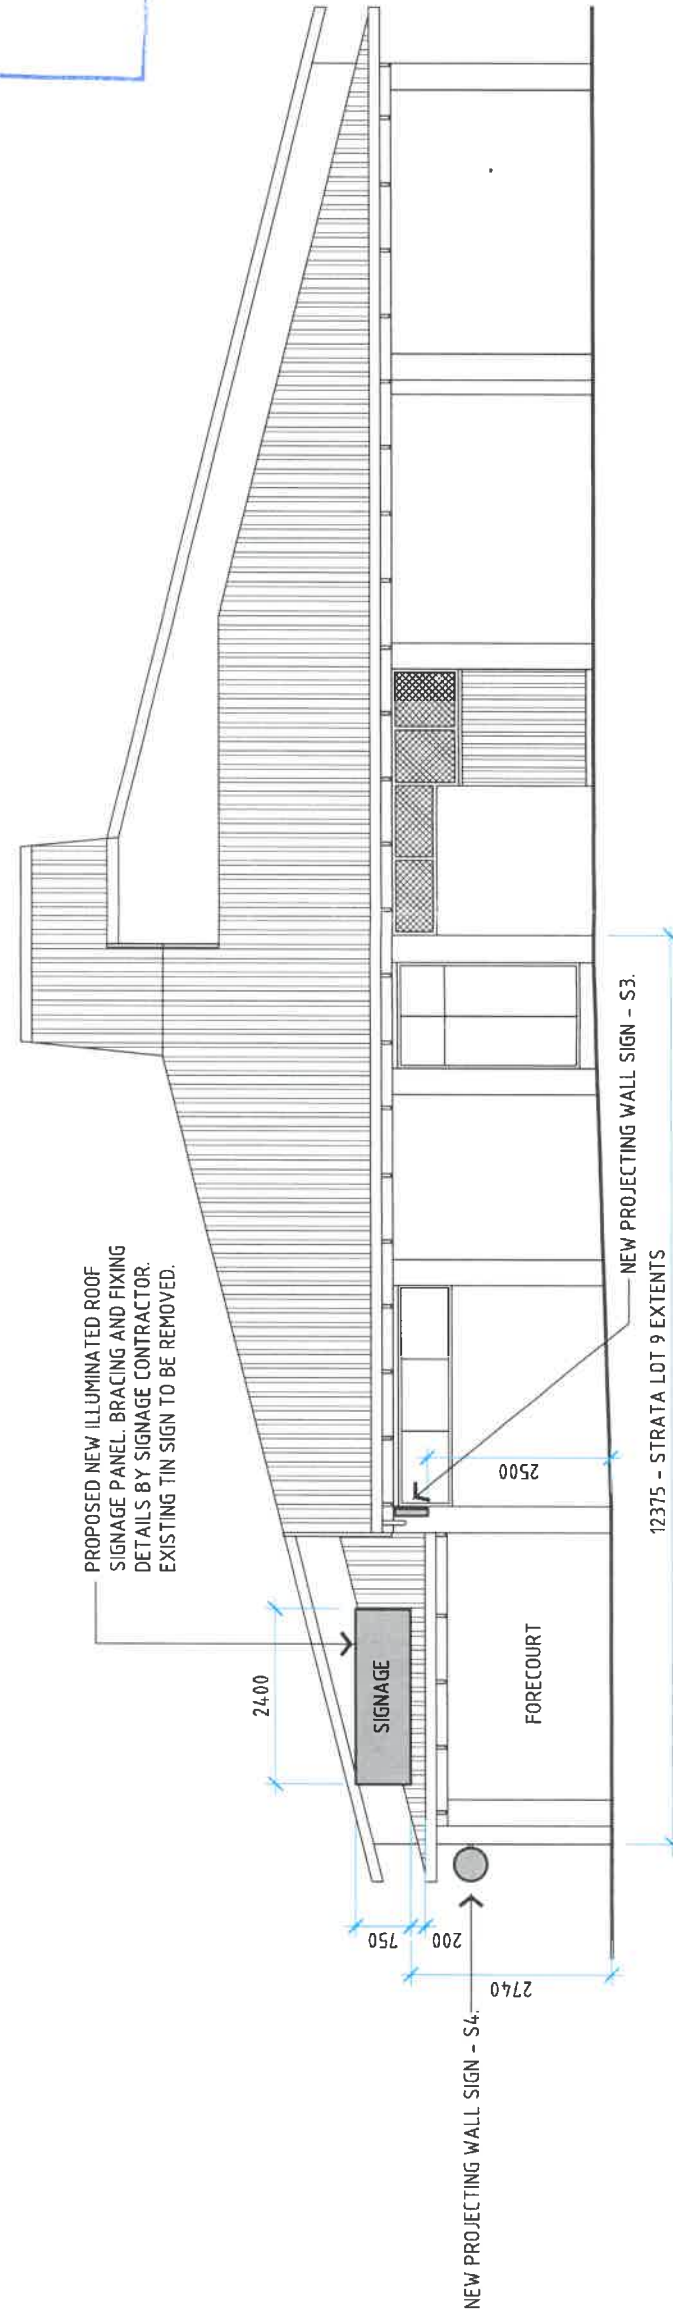 PROPOSED NEW ILLUMINATED ROOF
SIGNAGE PANEL. BRACING AND FIXING
DETAILS BY SIGNAGE CONTRACTOR.
EXISTING TIN SIGN TO BE REMOVED.
2400
SIGNAGE
FORECOURT
750
200
2740
2500
NEW PROJECTING WALL SIGN - S4.
NEW PROJECTING WALL SIGN - S3.
12375 - STRATA LOT 9 EXTENTS